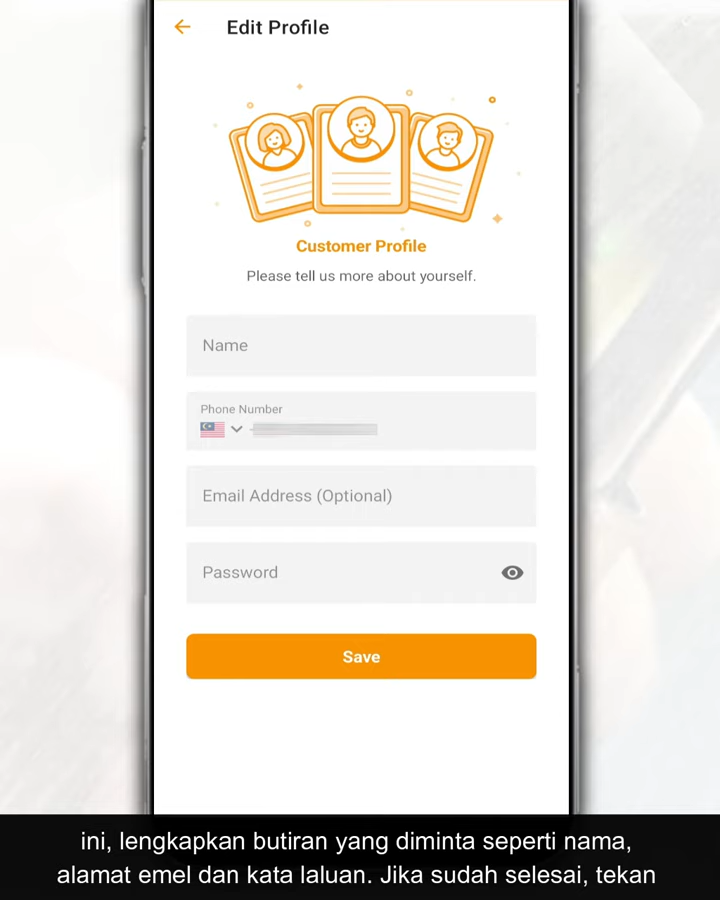 Edit Profile
Customer Profile
Please tell us more about yourself.
Name
Phone Number
Email Address (Optional)
Password
Save
ini, lengkapkan butiran yang diminta seperti nama,
alamat emel dan kata laluan. Jika sudah selesai, tekan